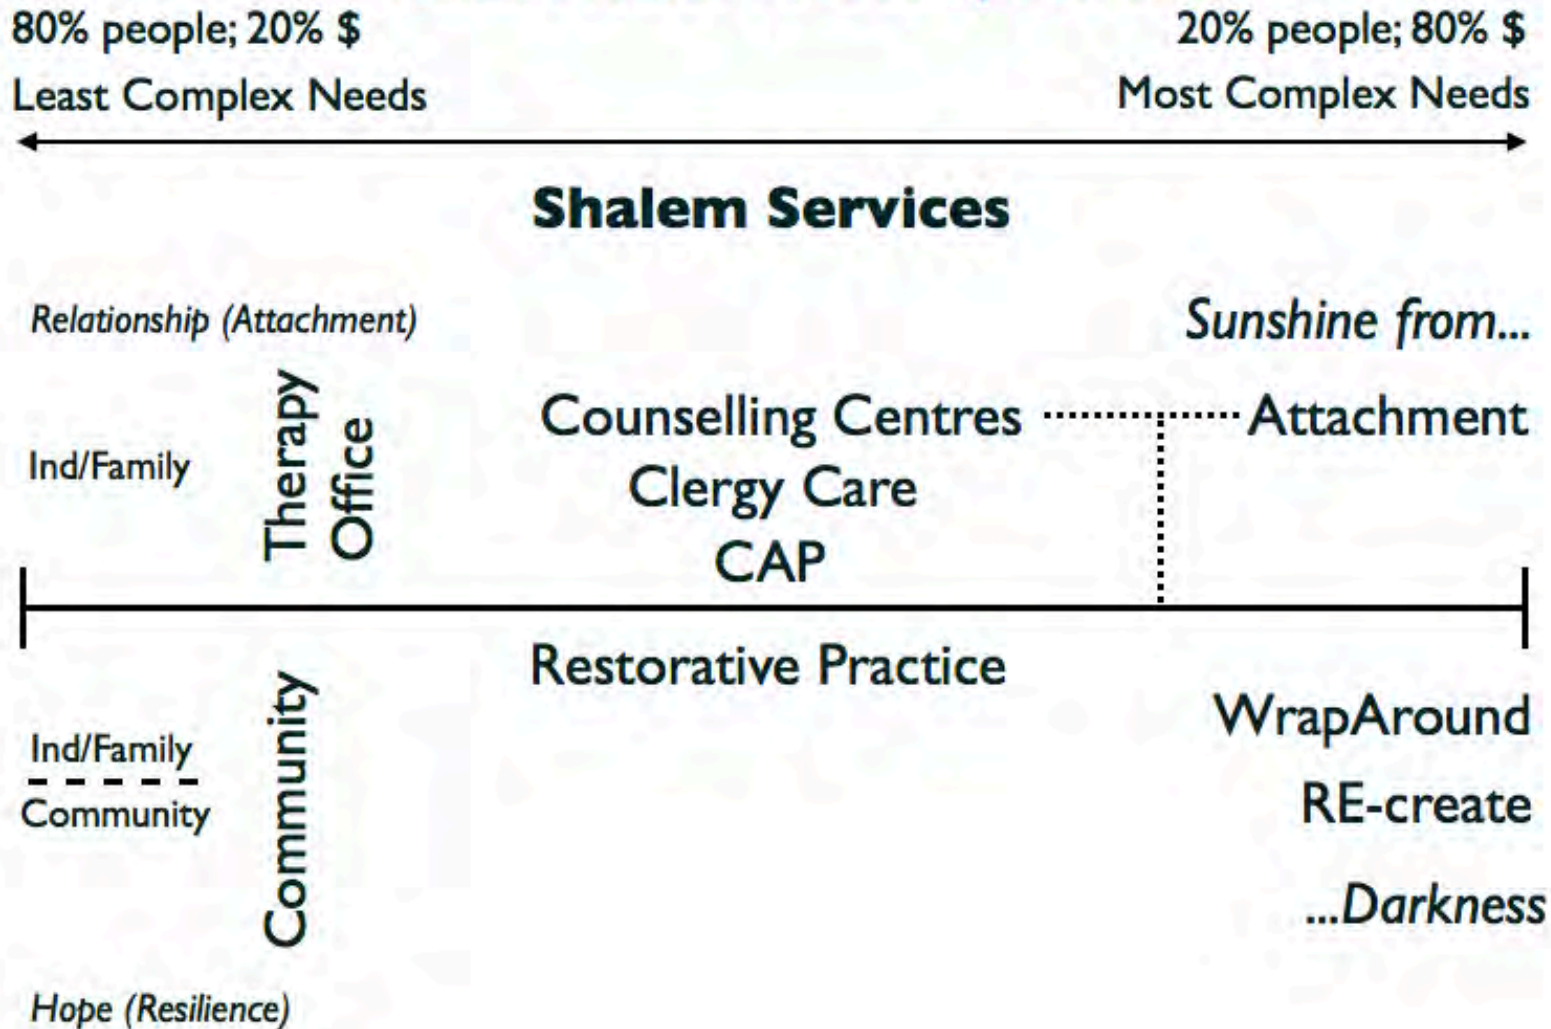 80% people; 20% $
20% people; 80% $
Least Complex Needs
Most Complex Needs
Shalem Services
Relationship (Attachment)
Sunshine from...
Therapy
Office
Ind/Family
Counselling Centres
Attachment
Clergy Care
CAP
Restorative Practice
Community
Ind/Family
Community
WrapAround
RE-create
...Darkness
Hope (Resilience)